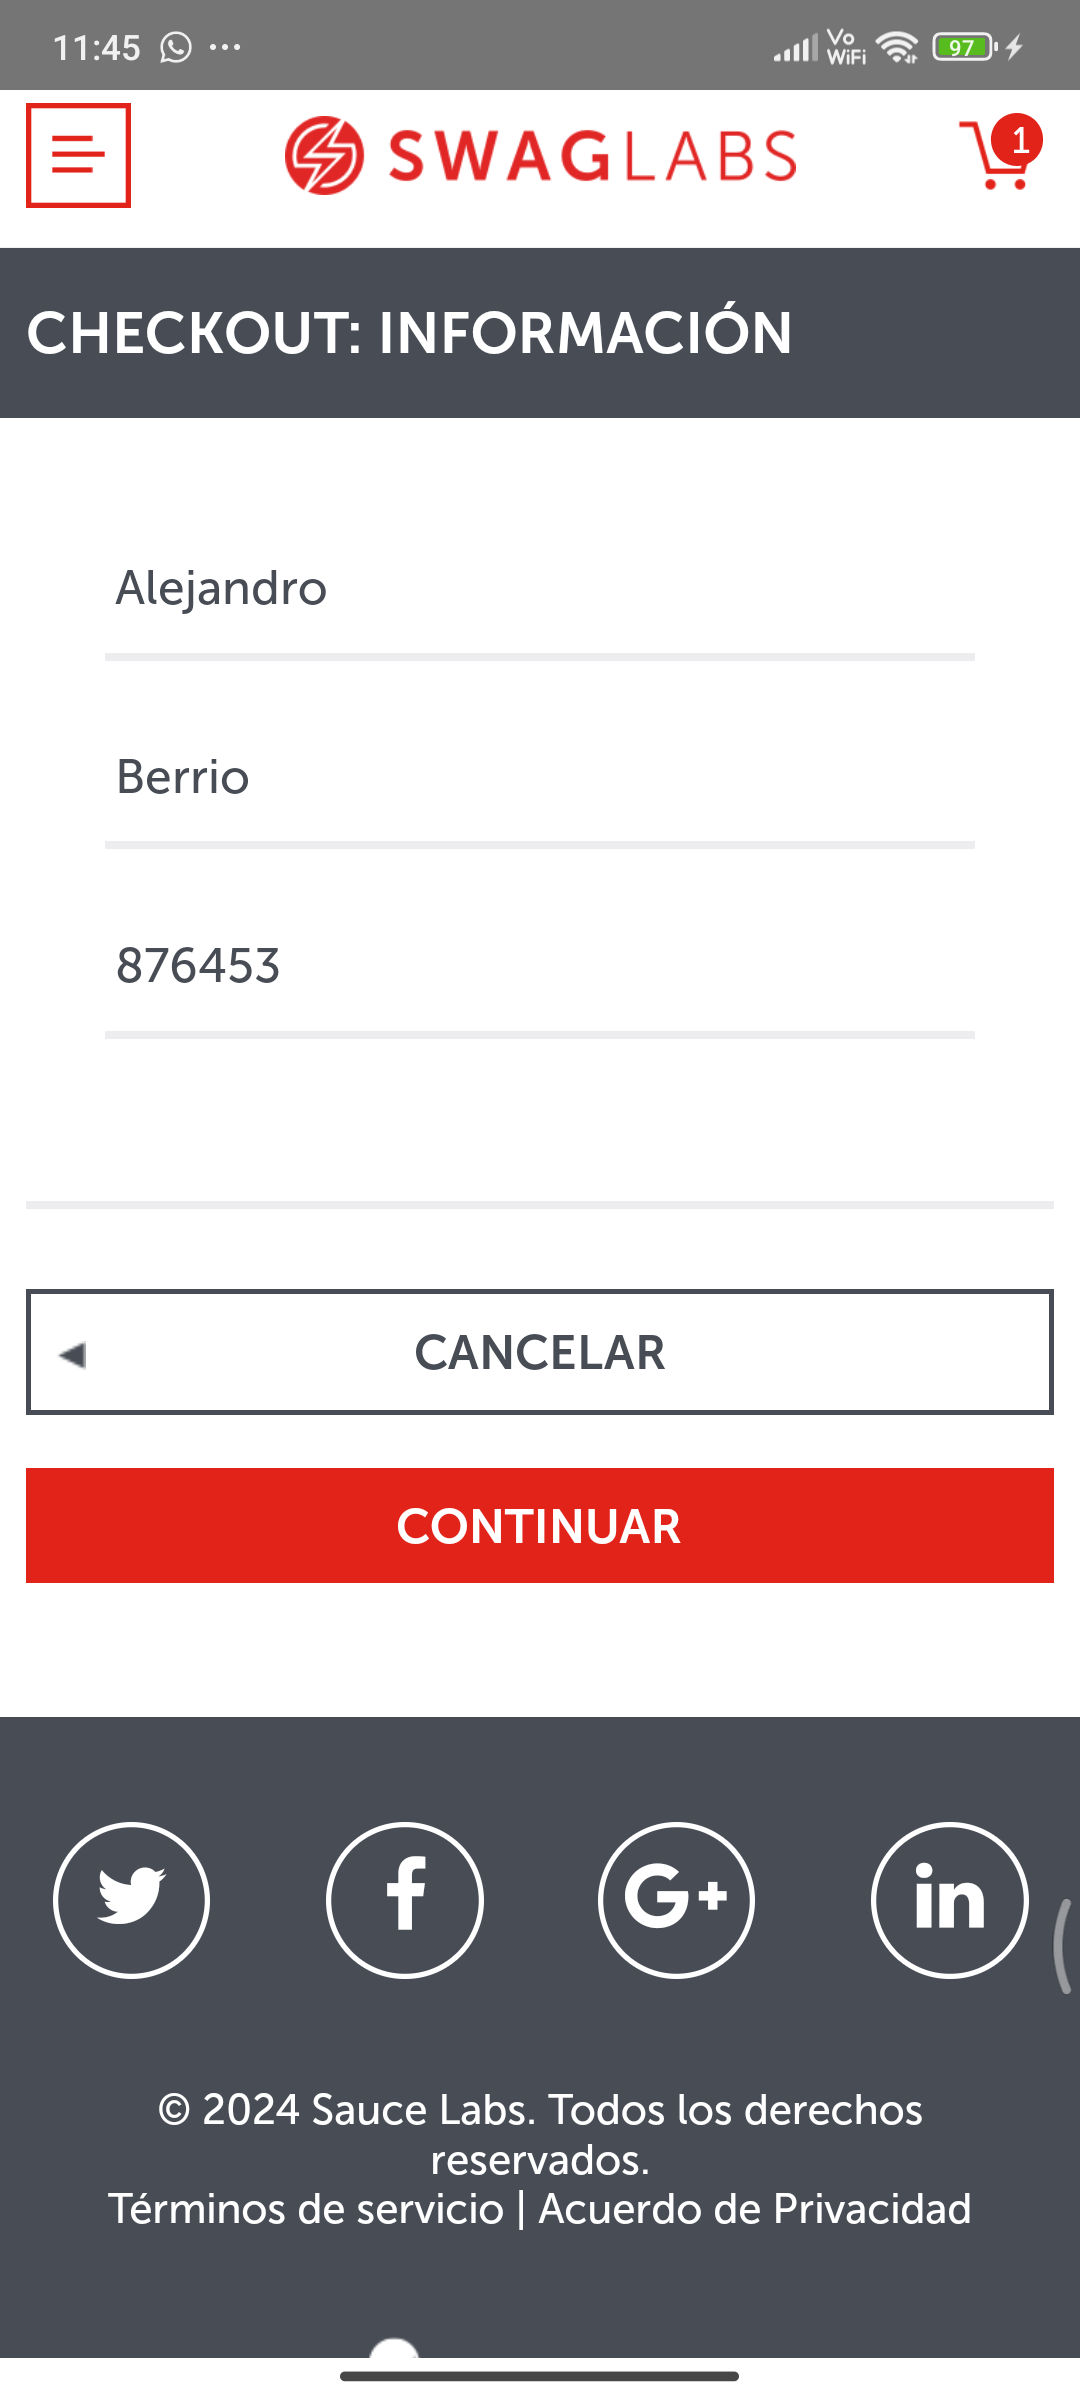 11:45
Vo
WiFi
97
SWAGLABS
1
CHECKOUT: INFORMACIÓN
Alejandro
Berrio
876453
CANCELAR
CONTINUAR
© 2024 Sauce Labs. Todos los derechos
reservados.
Términos de servicio | Acuerdo de Privacidad